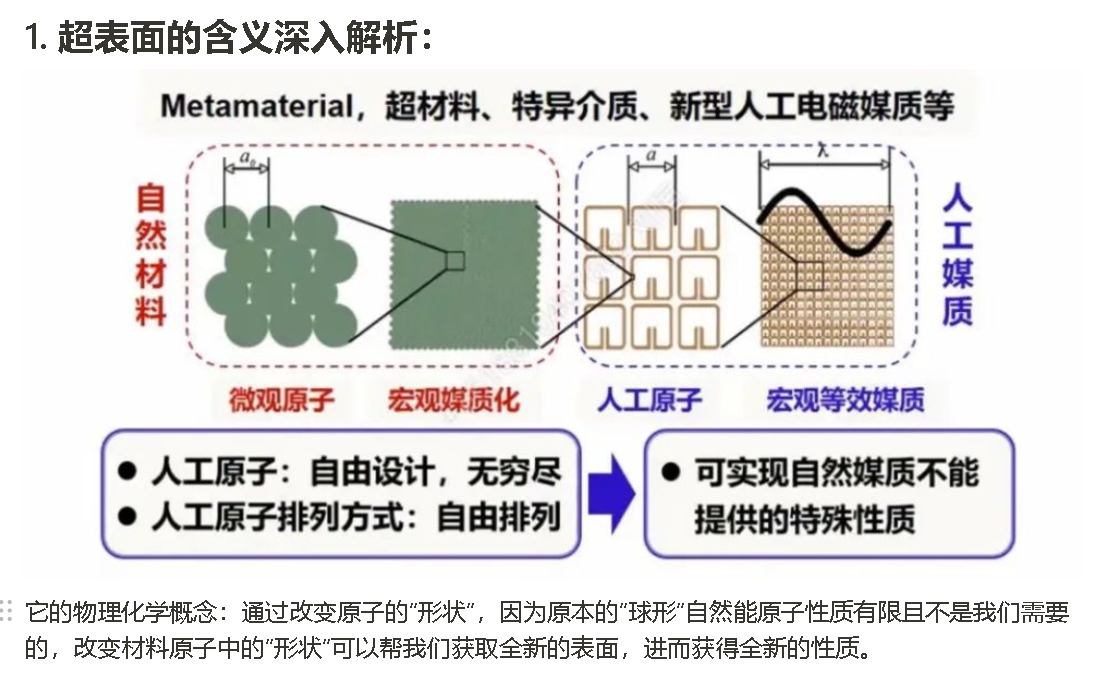 1. 超表面的含义深入解析：
Metamaterial，超材料、特异介质、新型人工电磁媒质等
自然材料
a₀
a
λ
人工媒质
微观原子
宏观媒质化
人工原子
宏观等效媒质
● 人工原子：自由设计，无穷尽
● 人工原子排列方式：自由排列
● 可实现自然媒质不能
提供的特殊性质
它的物理化学概念：通过改变原子的"形状"，因为原本的"球形"自然能原子性质有限且不是我们需要
的，改变材料原子中的"形状"可以帮我们获取全新的表面，进而获得全新的性质。